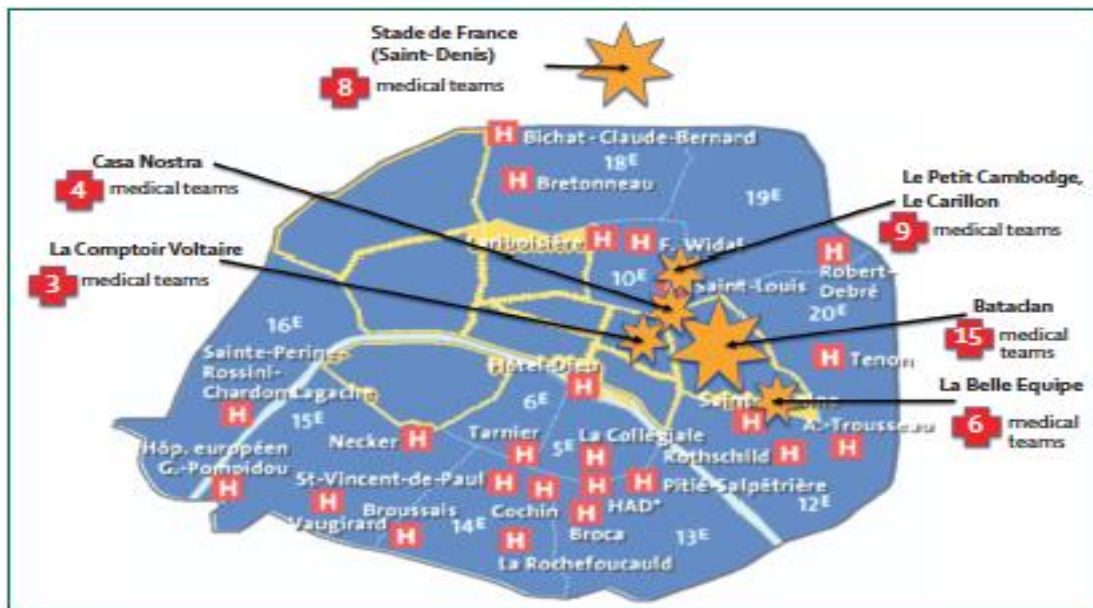 Stade de France
(Saint-Denis)
8 medical teams
Casa Nostra
4 medical teams
La Comptoir Voltaire
3 medical teams
Le Petit Cambodge,
Le Carillon
9 medical teams
Bataclan
15 medical
teams
La Belle Equipe
6 medical
teams
H Bichat-Claude-Bernard
18E
H Bretonneau
19E
Lariboisière H H F. Widal
10E
Saint-Louis
H
Robert-
Debré
20E
16E
Sainte-Perine-
Rossini-
Chardon Lagache
H
Hôtel-Dieu
H
H Tenon
15E
6E
Hôp. européen
G.-Pompidou
H
Necker H
Tarnier
H
5E
La Collégiale
H
H
Rothschild H
A.-Trousseau
H
St-Vincent-de-Paul H
H
Vaugirard
Broussais
H
14E
H
Cochin
H
HAD*
H
Broca
H Pitié-Salpêtrière
12E
13E
H
La Rochefoucauld